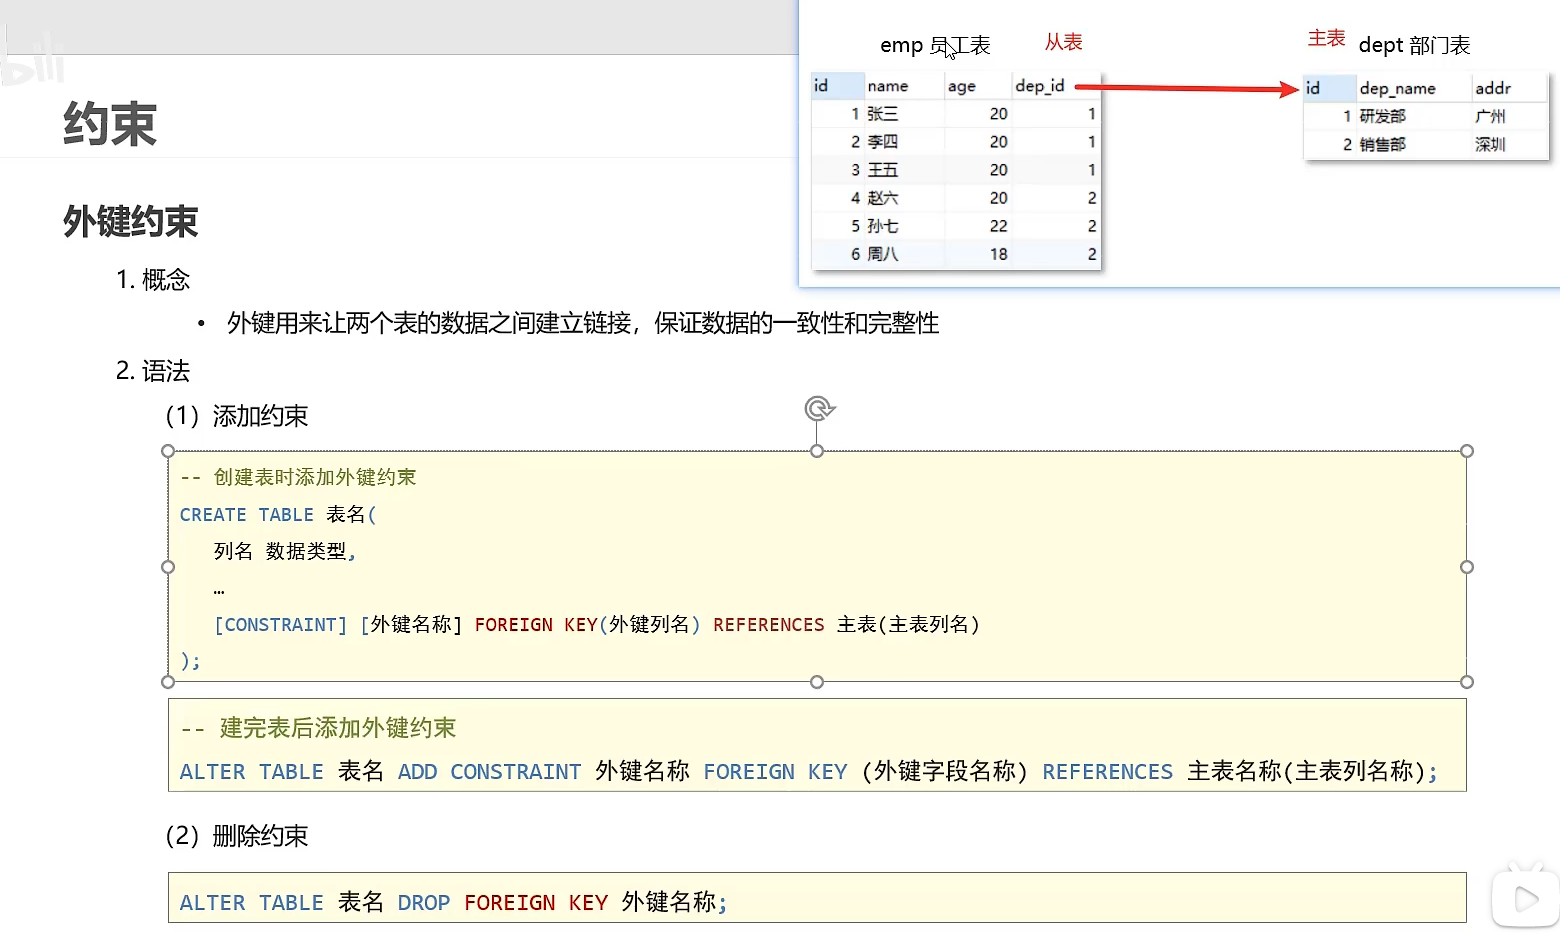 emp 员工表 从表
主表 dept 部门表
id name age dep_id
1 张三 20 1
2 李四 20 1
3 王五 20 1
4 赵六 20 2
5 孙七 22 2
6 周八 18 2
id dep_name addr
1 研发部 广州
2 销售部 深圳
约束
外键约束
1. 概念
• 外键用来让两个表的数据之间建立链接，保证数据的一致性和完整性
2. 语法
（1）添加约束
-- 创建表时添加外键约束
CREATE TABLE 表名(
列名 数据类型,
…
[CONSTRAINT] [外键名称] FOREIGN KEY(外键列名) REFERENCES 主表(主表列名)
);
-- 建完表后添加外键约束
ALTER TABLE 表名 ADD CONSTRAINT 外键名称 FOREIGN KEY (外键字段名称) REFERENCES 主表名称(主表列名称);
（2）删除约束
ALTER TABLE 表名 DROP FOREIGN KEY 外键名称;